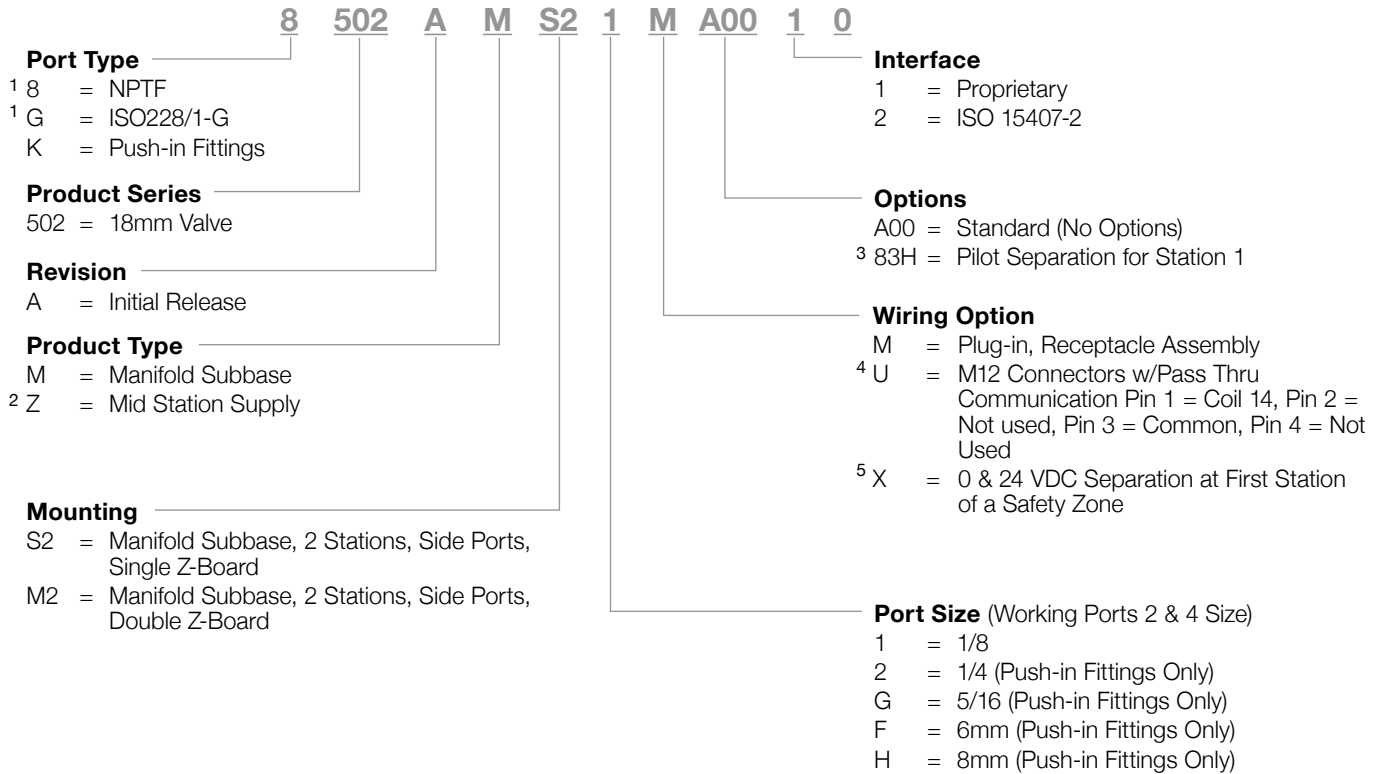 8 502 A M S2 1 M A00 1 0
Port Type
1 8 = NPTF
1 G = ISO228/1-G
K = Push-in Fittings
Product Series
502 = 18mm Valve
Revision
A = Initial Release
Product Type
M = Manifold Subbase
2 Z = Mid Station Supply
Mounting
S2 = Manifold Subbase, 2 Stations, Side Ports,
Single Z-Board
M2 = Manifold Subbase, 2 Stations, Side Ports,
Double Z-Board
Interface
1 = Proprietary
2 = ISO 15407-2
Options
A00 = Standard (No Options)
3 83H = Pilot Separation for Station 1
Wiring Option
M = Plug-in, Receptacle Assembly
4 U = M12 Connectors w/Pass Thru
Communication Pin 1 = Coil 14, Pin 2 =
Not used, Pin 3 = Common, Pin 4 = Not
Used
5 X = 0 & 24 VDC Separation at First Station
of a Safety Zone
Port Size (Working Ports 2 & 4 Size)
1 = 1/8
2 = 1/4 (Push-in Fittings Only)
G = 5/16 (Push-in Fittings Only)
F = 6mm (Push-in Fittings Only)
H = 8mm (Push-in Fittings Only)